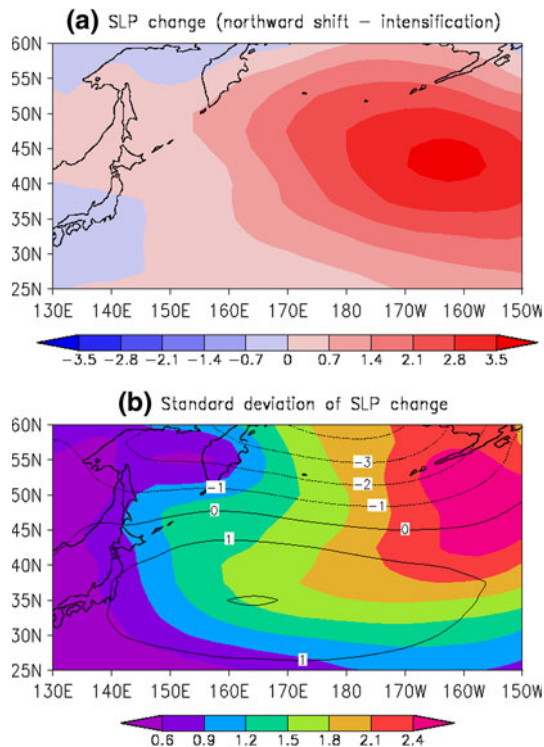 (a) SLP change (northward shift − intensification)
60N
55N
50N
45N
40N
35N
30N
25N
130E 140E 150E 160E 170E 180 170W 160W 150W
−3.5 −2.8 −2.1 −1.4 −0.7 0 0.7 1.4 2.1 2.8 3.5
(b) Standard deviation of SLP change
60N
55N
50N
45N
40N
35N
30N
25N
−3
−2
−1
−1
0
0
1
1
130E 140E 150E 160E 170E 180 170W 160W 150W
0.6 0.9 1.2 1.5 1.8 2.1 2.4